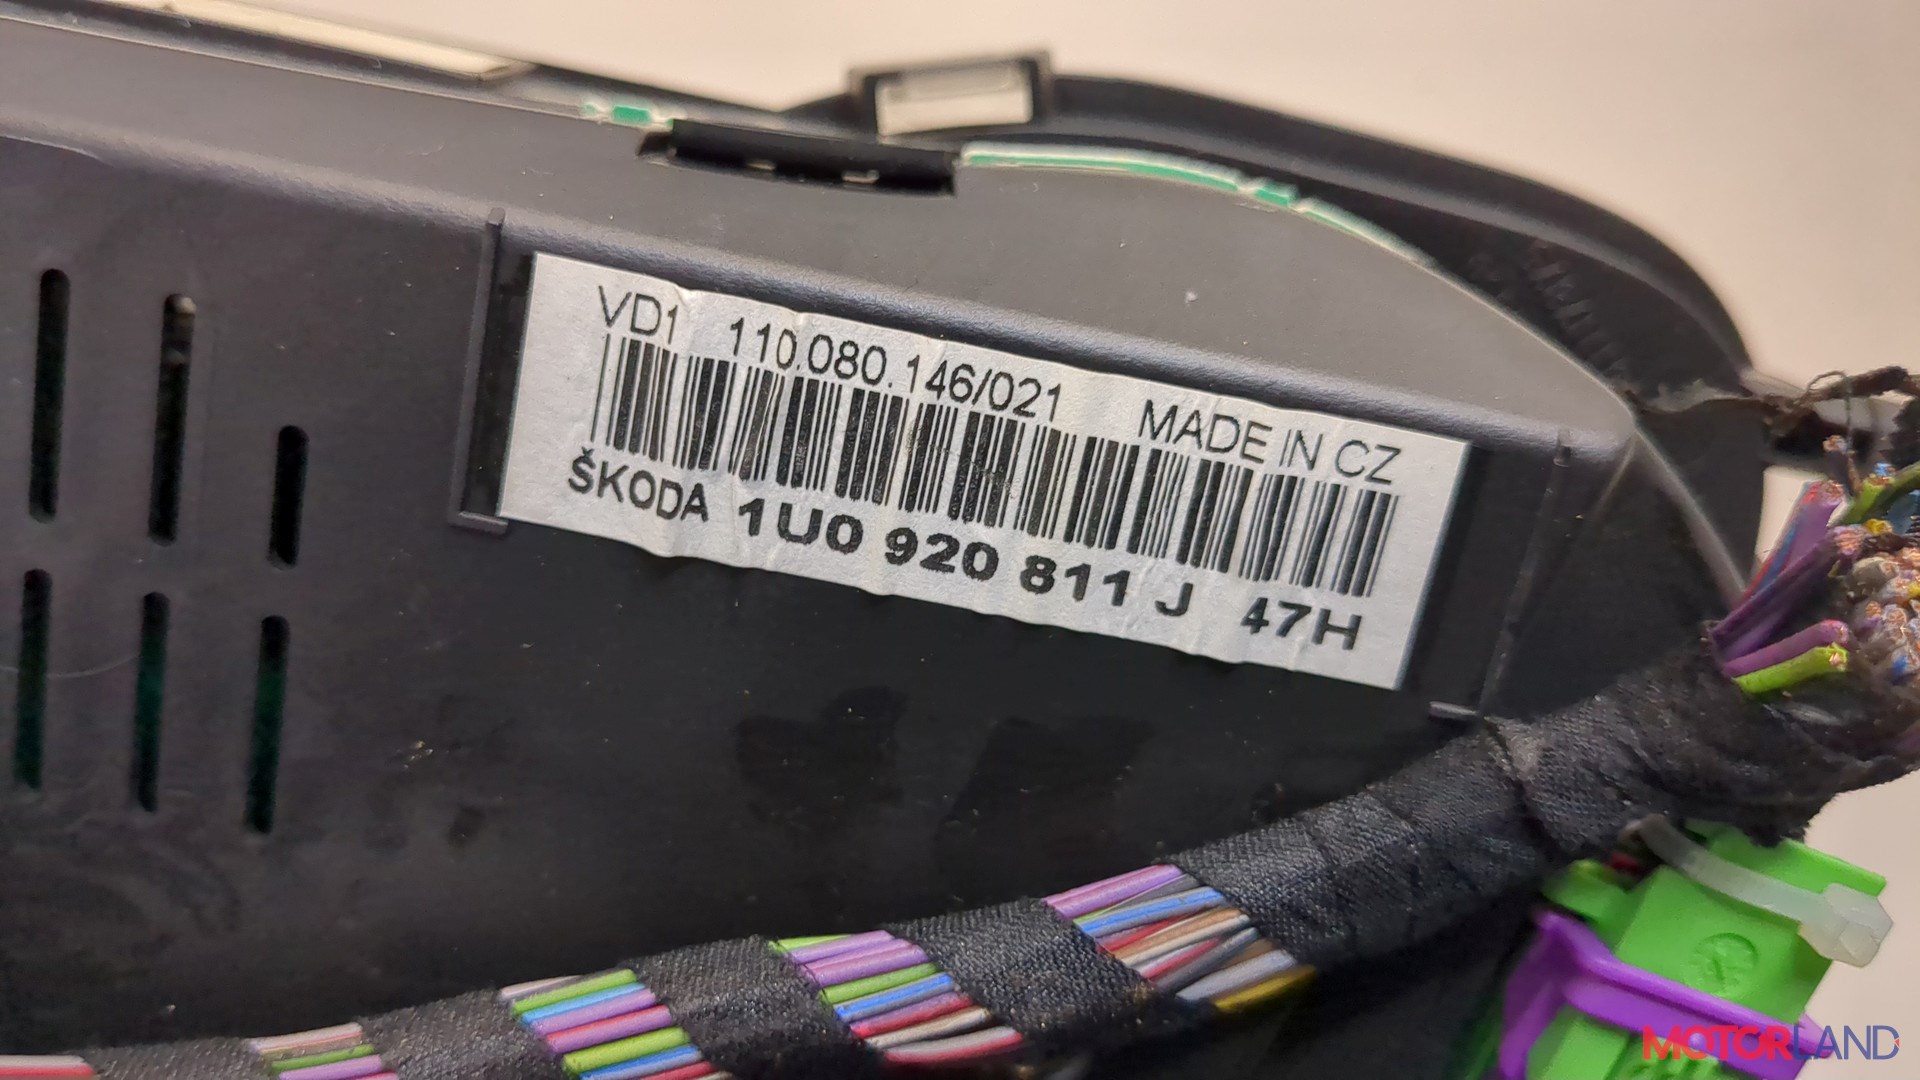 VD1 110.080.146/021 MADE IN CZ
ŠKODA 1U0 920 811 J 47H
MOTORLAND